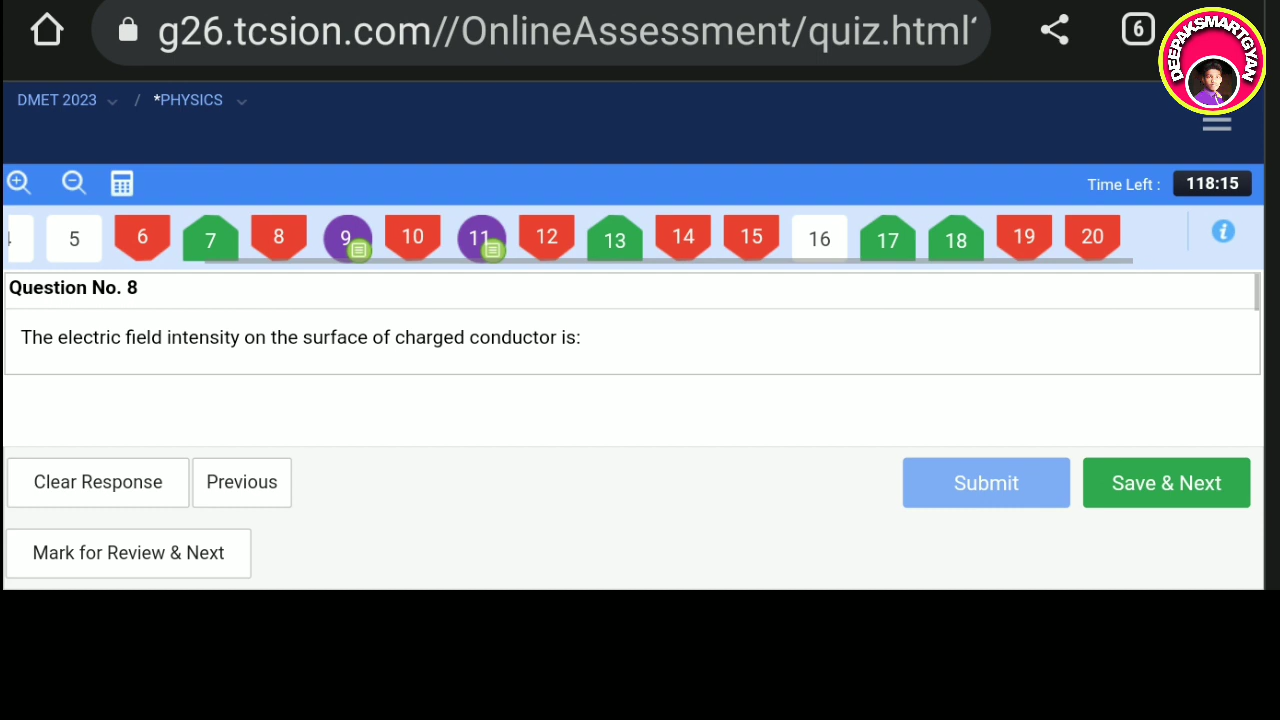 g26.tcsion.com//OnlineAssessment/quiz.html
6
DEEPAKSMARTGYAN
DMET 2023 / *PHYSICS
Time Left : 118:15
5 6 7 8 9 10 11 12 13 14 15 16 17 18 19 20
Question No. 8
The electric field intensity on the surface of charged conductor is:
Clear Response Previous Submit Save & Next
Mark for Review & Next